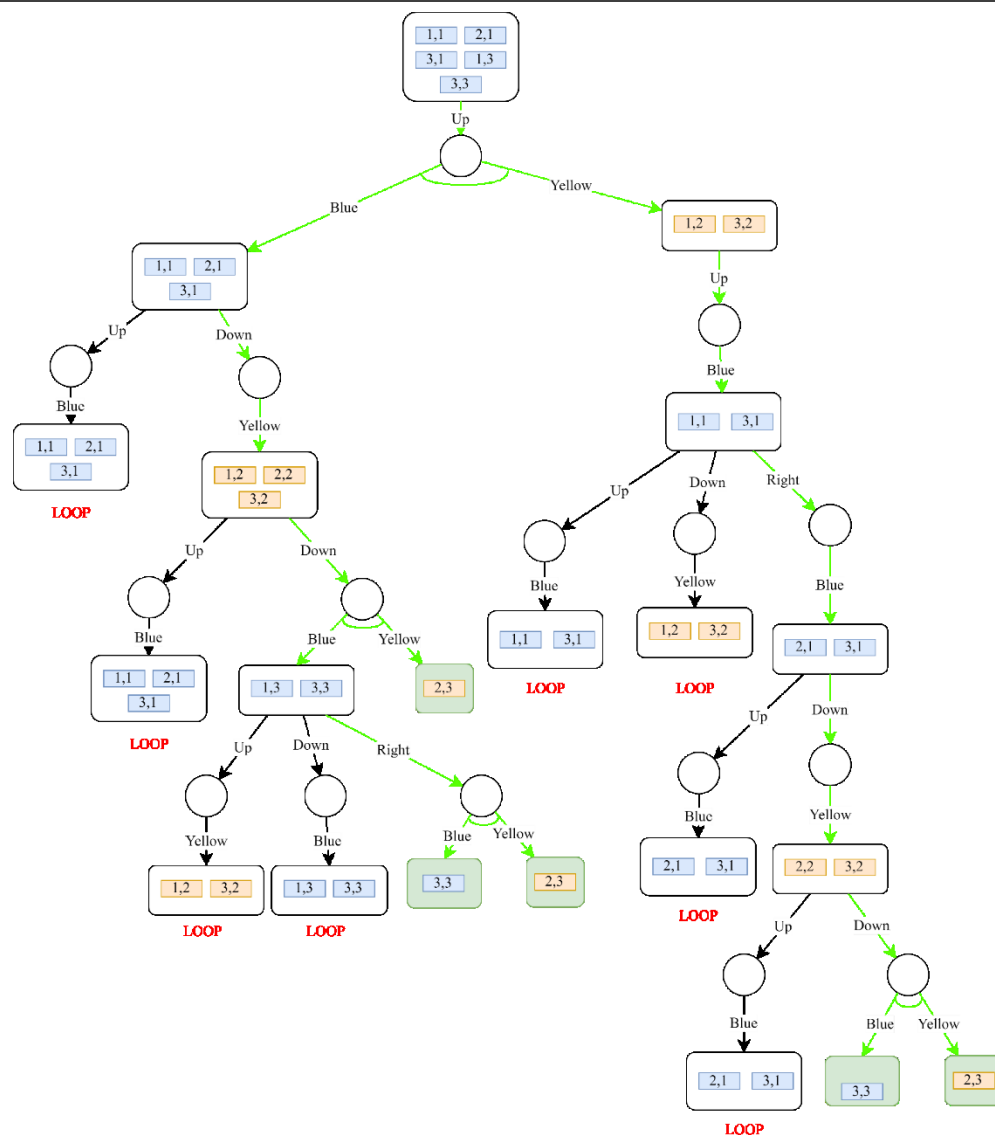 1,1 2,1
3,1 1,3
3,3
Up
Blue
Yellow
1,2 3,2
1,1 2,1
3,1
Up
Up
Down
Blue
Blue
1,1 3,1
Yellow
1,1 2,1
3,1
LOOP
1,2 2,2
3,2
Up
Down
Right
Up
Down
Blue
Yellow
Blue
Blue
Blue
Yellow
1,1 3,1
LOOP
1,2 3,2
LOOP
2,1 3,1
1,1 2,1
3,1
LOOP
1,3 3,3
2,3
Up
Down
Up
Down
Right
Yellow
Blue
Blue
Yellow
Blue
Yellow
1,2 3,2
LOOP
1,3 3,3
LOOP
3,3
2,3
2,1 3,1
LOOP
2,2 3,2
Up
Down
Blue
Blue
Yellow
2,1 3,1
LOOP
3,3
2,3